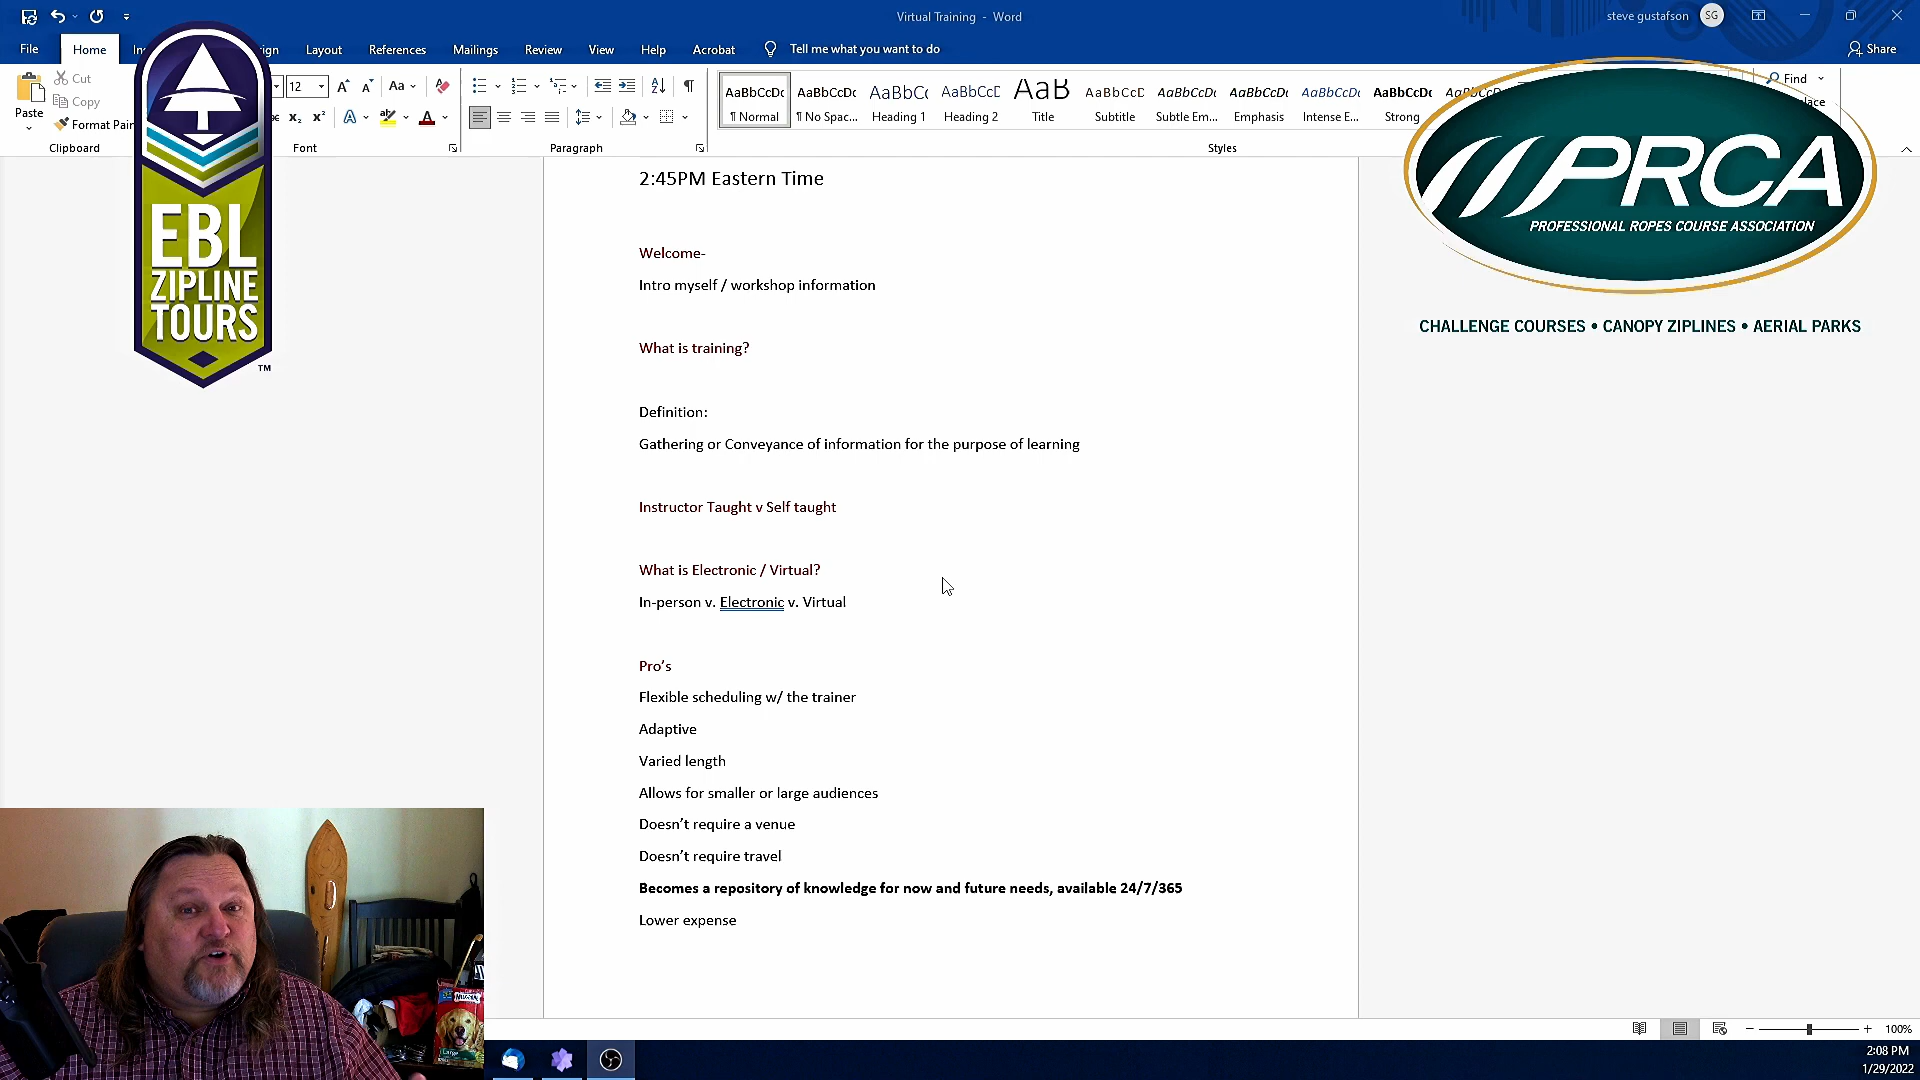 Virtual Training - Word
steve gustafson
SG
File
Home
Layout
References
Mailings
Review
View
Help
Acrobat
Tell me what you want to do
Share
Paste
Cut
Copy
Format Pain
Clipboard
12
Aa
Font
Paragraph
AaBbCcDc
¶ Normal
AaBbCcDc
¶ No Spac...
AaBbCc
Heading 1
AaBbCcD
Heading 2
AaB
Title
AaBbCcD
Subtitle
AaBbCcDc
Subtle Em...
AaBbCcDc
Emphasis
AaBbCcDc
Intense E...
AaBbCcDc
Strong
Styles
Find
EBL
ZIPLINE
TOURS
TM
PRCA
PROFESSIONAL ROPES COURSE ASSOCIATION
CHALLENGE COURSES • CANOPY ZIPLINES • AERIAL PARKS
2:45PM Eastern Time
Welcome-
Intro myself / workshop information
What is training?
Definition:
Gathering or Conveyance of information for the purpose of learning
Instructor Taught v Self taught
What is Electronic / Virtual?
In-person v. Electronic v. Virtual
Pro's
Flexible scheduling w/ the trainer
Adaptive
Varied length
Allows for smaller or large audiences
Doesn't require a venue
Doesn't require travel
Becomes a repository of knowledge for now and future needs, available 24/7/365
Lower expense
100%
2:08 PM
1/29/2022